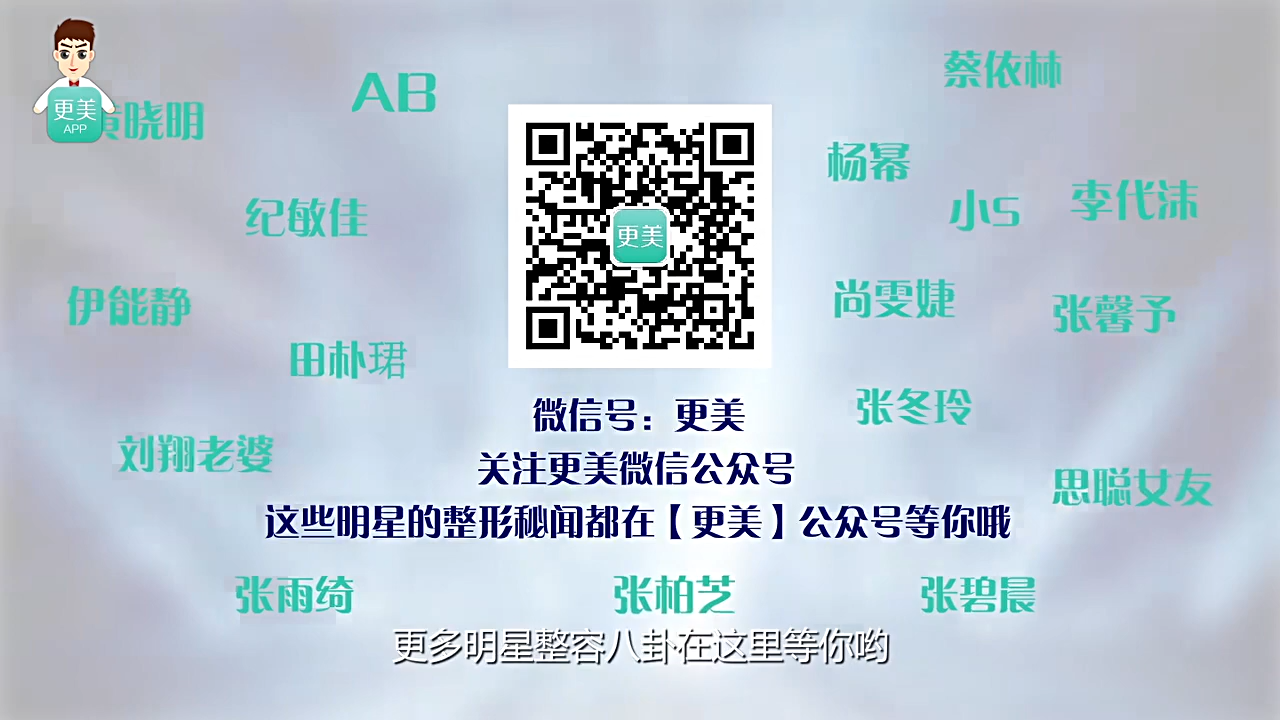 更美
APP
黄晓明
AB
蔡依林
杨幂
纪敏佳
小S
李代沫
更美
伊能静
尚雯婕
张馨予
田朴珺
张冬玲
微信号：更美
刘翔老婆
关注更美微信公众号
思聪女友
这些明星的整形秘闻都在【更美】公众号等你哦
张雨绮
张柏芝
张碧晨
更多明星整容八卦在这里等你哟